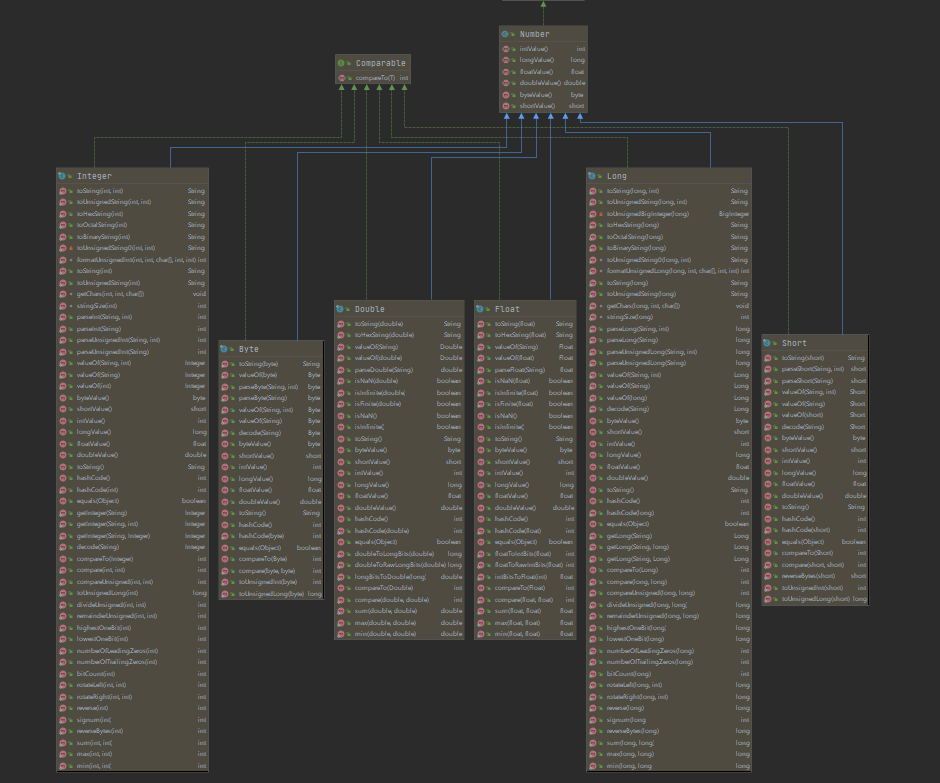 Number
intValue() int
longValue() long
floatValue() float
doubleValue() double
byteValue() byte
shortValue() short
Comparable
compareTo(T) int
Integer
toString(int, int) String
toUnsignedString(int, int) String
toHexString(int) String
toOctalString(int) String
toBinaryString(int) String
toUnsignedString0(int, int) String
formatUnsignedInt(int, int, char[], int, int) int
toString(int) String
toUnsignedString(int) String
getChars(int, int, char[]) void
stringSize(int) int
parseInt(String, int) int
parseInt(String) int
parseUnsignedInt(String, int) int
parseUnsignedInt(String) int
valueOf(String, int) Integer
valueOf(String) Integer
valueOf(int) Integer
byteValue() byte
shortValue() short
intValue() int
longValue() long
floatValue() float
doubleValue() double
toString() String
hashCode() int
hashCode(int) int
equals(Object) boolean
getInteger(String) Integer
getInteger(String, int) Integer
getInteger(String, Integer) Integer
decode(String) Integer
compareTo(Integer) int
compare(int, int) int
compareUnsigned(int, int) int
toUnsignedLong(int) long
divideUnsigned(int, int) int
remainderUnsigned(int, int) int
highestOneBit(int) int
lowestOneBit(int) int
numberOfLeadingZeros(int) int
numberOfTrailingZeros(int) int
bitCount(int) int
rotateLeft(int, int) int
rotateRight(int, int) int
reverse(int) int
signum(int) int
reverseBytes(int) int
sum(int, int) int
max(int, int) int
min(int, int) int
Byte
toString(byte) String
valueOf(byte) Byte
parseByte(String, int) byte
parseByte(String) byte
valueOf(String, int) Byte
valueOf(String) Byte
decode(String) Byte
byteValue() byte
shortValue() short
intValue() int
longValue() long
floatValue() float
doubleValue() double
toString() String
hashCode() int
hashCode(byte) int
equals(Object) boolean
compareTo(Byte) int
compare(byte, byte) int
toUnsignedInt(byte) int
toUnsignedLong(byte) long
Double
toString(double) String
toHexString(double) String
valueOf(String) Double
valueOf(double) Double
parseDouble(String) double
isNaN(double) boolean
isInfinite(double) boolean
isFinite(double) boolean
isNaN() boolean
isInfinite( boolean
toString() String
byteValue() byte
shortValue() short
intValue() int
longValue() long
floatValue() float
doubleValue() double
hashCode() int
hashCode(double) int
equals(Object) boolean
doubleToLongBits(double) long
doubleToRawLongBits(double) long
longBitsToDouble(long) double
compareTo(Double) int
compare(double, double) int
sum(double, double) double
max(double, double) double
min(double, double) double
Float
toString(float) String
toHexString(float) String
valueOf(String) Float
valueOf(float) Float
parseFloat(String) float
isNaN(float) boolean
isInfinite(float) boolean
isFinite(float) boolean
isNaN() boolean
isInfinite( boolean
toString() String
byteValue() byte
shortValue() short
intValue() int
longValue() long
floatValue() float
doubleValue() double
hashCode() int
hashCode(float) int
equals(Object) boolean
floatToIntBits(float) int
floatToRawIntBits(float) int
intBitsToFloat(int) float
compareTo(Float) int
compare(float, float) int
sum(float, float) float
max(float, float) float
min(float, float) float
Long
toString(long, int) String
toUnsignedString(long, int) String
toUnsignedBigInteger(long) BigInteger
toHexString(long) String
toOctalString(long) String
toBinaryString(long) String
toUnsignedString0(long, int) String
formatUnsignedLong(long, int, char[], int, int) int
toString(long) String
toUnsignedString(long) String
getChars(long, int, char[]) void
stringSize(long) int
parseLong(String, int) long
parseLong(String) long
parseUnsignedLong(String, int) long
parseUnsignedLong(String) long
valueOf(String, int) Long
valueOf(String) Long
valueOf(long) Long
decode(String) Long
byteValue() byte
shortValue() short
intValue() int
longValue() long
floatValue() float
doubleValue() double
toString() String
hashCode() int
hashCode(long) int
equals(Object) boolean
getLong(String) Long
getLong(String, long) Long
getLong(String, Long) Long
compareTo(Long) int
compare(long, long) int
compareUnsigned(long, long) int
divideUnsigned(long, long) long
remainderUnsigned(long, long) long
highestOneBit(long) long
lowestOneBit(long) long
numberOfLeadingZeros(long) int
numberOfTrailingZeros(long) int
bitCount(long) int
rotateLeft(long, int) long
rotateRight(long, int) long
reverse(long) long
signum(long) int
reverseBytes(long) long
sum(long, long) long
max(long, long) long
min(long, long) long
Short
toString(short) String
parseShort(String, int) short
parseShort(String) short
valueOf(String, int) Short
valueOf(String) Short
valueOf(short) Short
decode(String) Short
byteValue() byte
shortValue() short
intValue() int
longValue() long
floatValue() float
doubleValue() double
toString() String
hashCode() int
hashCode(short) int
equals(Object) boolean
compareTo(Short) int
compare(short, short) int
reverseBytes(short) short
toUnsignedInt(short) int
toUnsignedLong(short) long